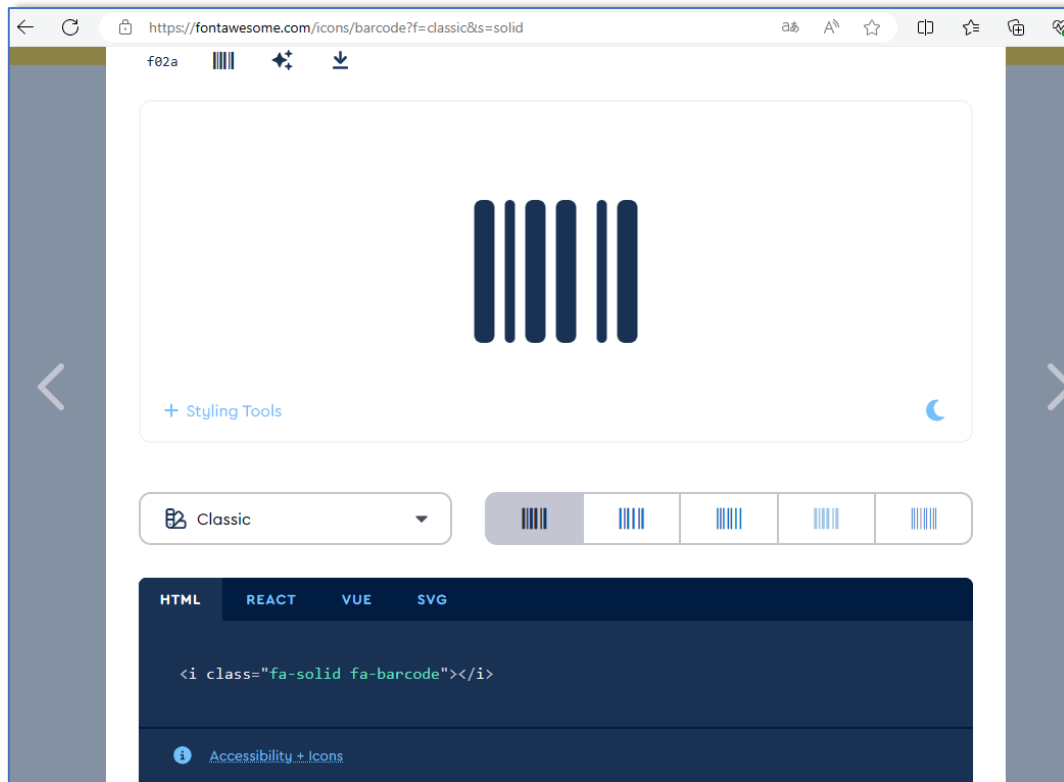 https://fontawesome.com/icons/barcode?f=classic&s=solid
aあ A
f02a
+ Styling Tools
Classic
HTML REACT VUE SVG
<i class="fa-solid fa-barcode"></i>
Accessibility + Icons